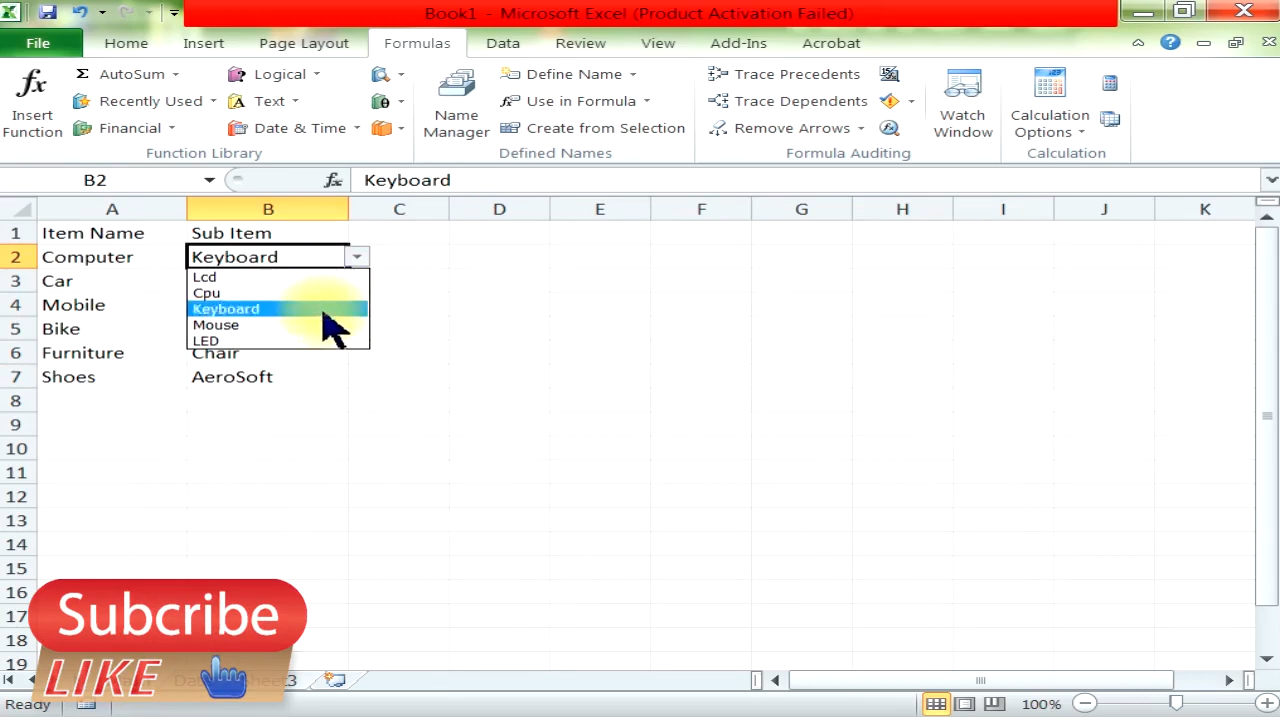 Book1 - Microsoft Excel (Product Activation Failed)
File Home Insert Page Layout Formulas Data Review View Add-Ins Acrobat
fx Insert Function
Σ AutoSum
Recently Used
Financial
Logical
Text
Date & Time
Function Library
Name Manager
Define Name
Use in Formula
Create from Selection
Defined Names
Trace Precedents
Trace Dependents
Remove Arrows
Formula Auditing
Watch Window
Calculation Options
Calculation
B2 fx Keyboard
A B C D E F G H I J K
1 Item Name Sub Item
2 Computer Keyboard
3 Car
4 Mobile
5 Bike
6 Furniture Chair
7 Shoes AeroSoft
Lcd
Cpu
Keyboard
Mouse
LED
8
9
10
11
12
13
14
15
16
17
18
19
Subcribe
LIKE
Ready 100%